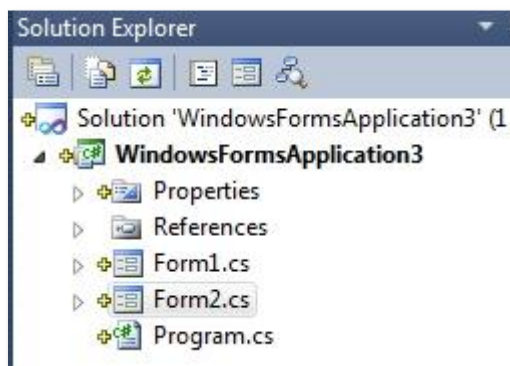 Solution Explorer
Solution 'WindowsFormsApplication3' (1
C# WindowsFormsApplication3
Properties
References
Form1.cs
Form2.cs
C# Program.cs